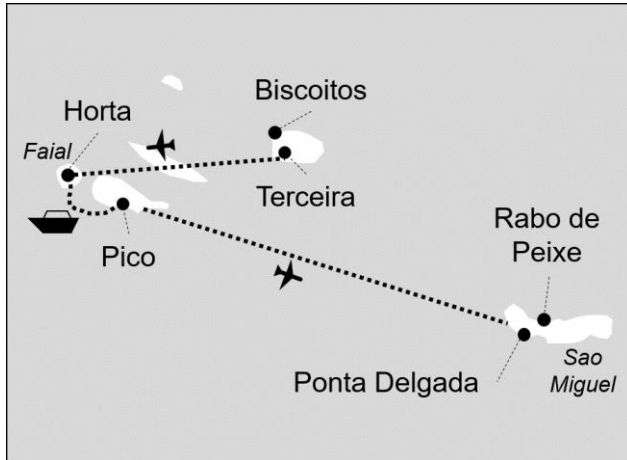 Biscoitos
Horta
Faial
Terceira
Pico
Rabo de
Peixe
Ponta Delgada
Sao
Miguel